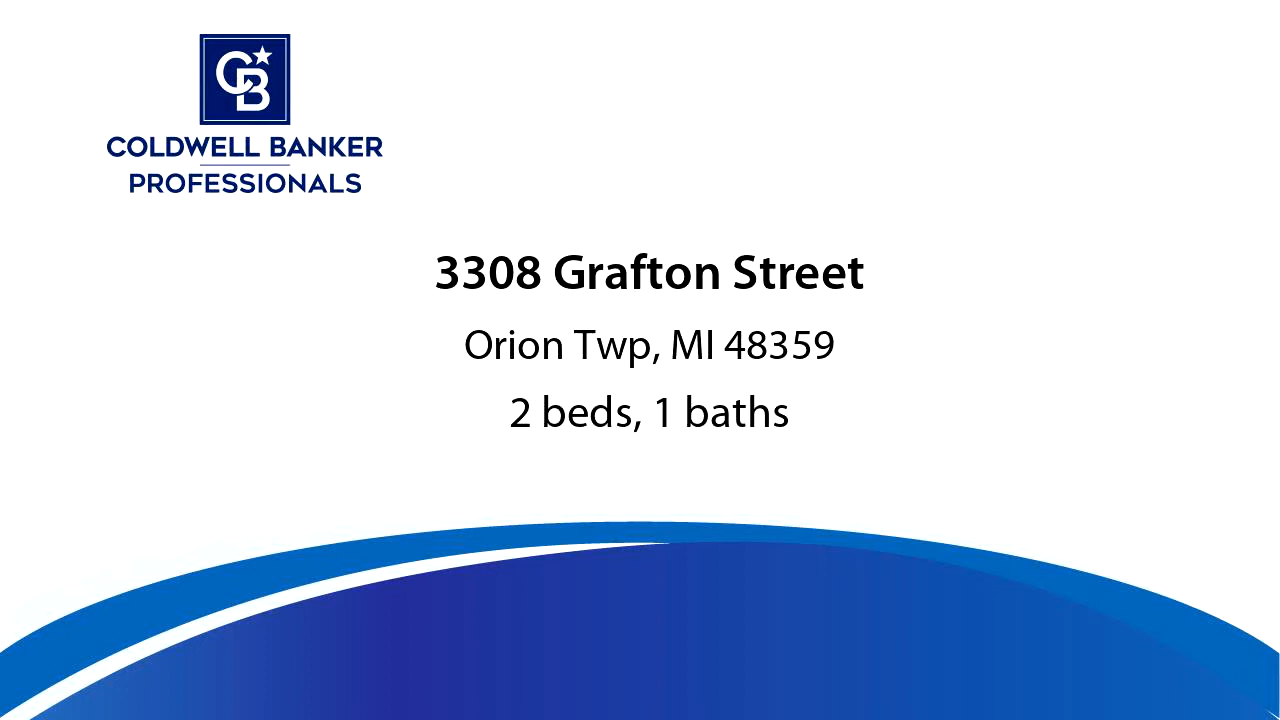 CB
COLDWELL BANKER
PROFESSIONALS
3308 Grafton Street
Orion Twp, MI 48359
2 beds, 1 baths